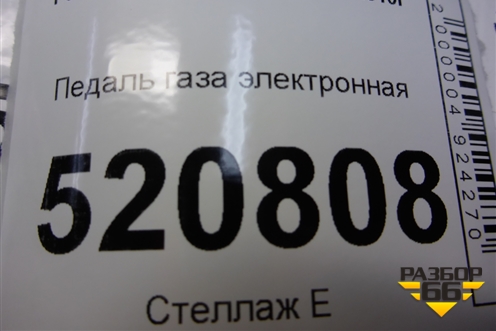 Педаль газа электронная
520808
Стеллаж Е
2000004924270
РАЗБОР
66